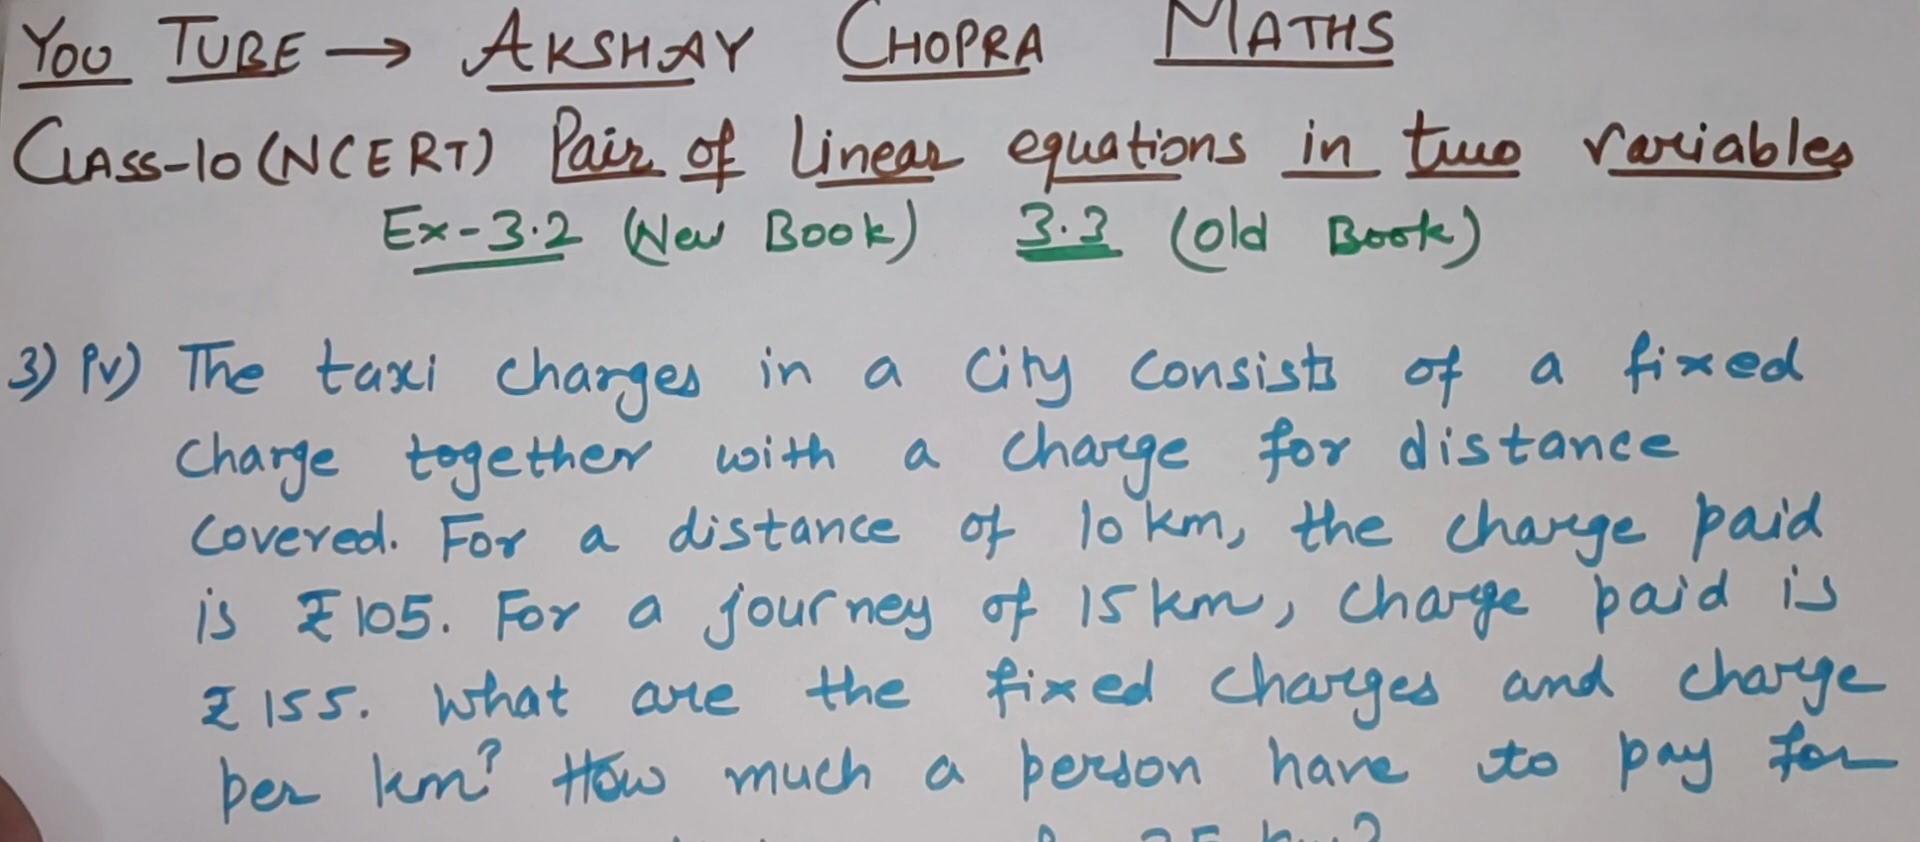 YOU TUBE → AKSHAY CHOPRA MATHS
CLASS-10 (NCERT) Pair of linear equations in two variables
Ex-3.2 (New Book) 3.3 (Old Book)
3) iv) The taxi charges in a city consists of a fixed
charge together with a charge for distance
covered. For a distance of 10 km, the charge paid
is ₹105. For a journey of 15 km, charge paid is
₹155. What are the fixed charges and charge
per km? How much a person have to pay for
25 km?